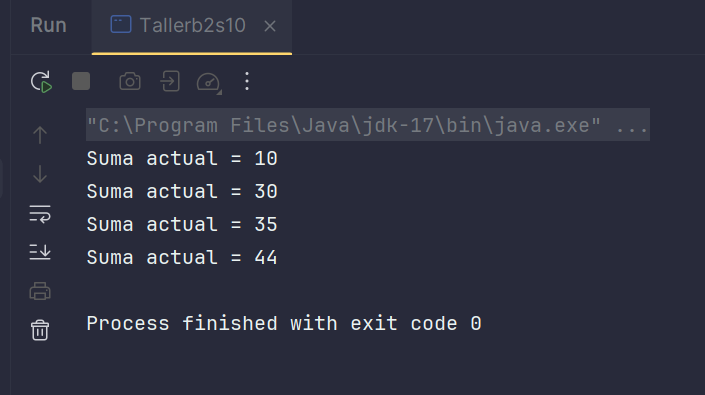 Run Tallerb2s10
"C:\Program Files\Java\jdk-17\bin\java.exe" ...
Suma actual = 10
Suma actual = 30
Suma actual = 35
Suma actual = 44
Process finished with exit code 0